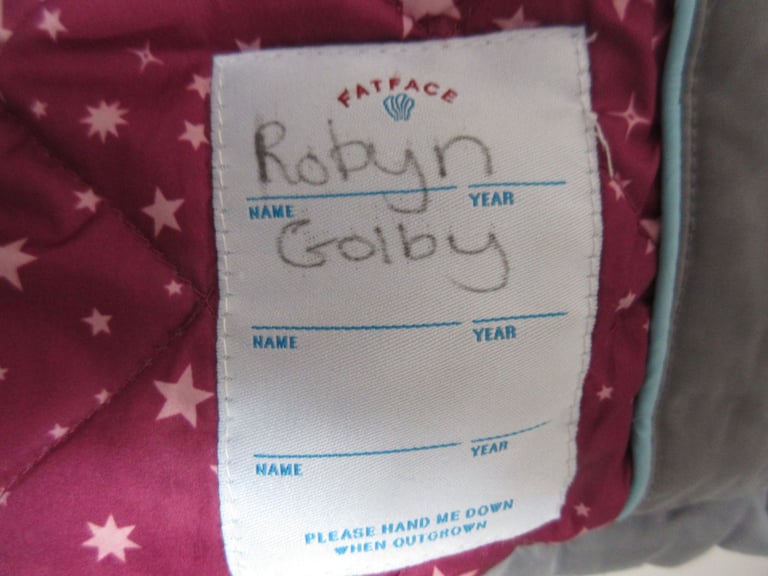 FATFACE
Robyn
NAME YEAR
Golby
NAME YEAR
NAME YEAR
PLEASE HAND ME DOWN
WHEN OUTGROWN